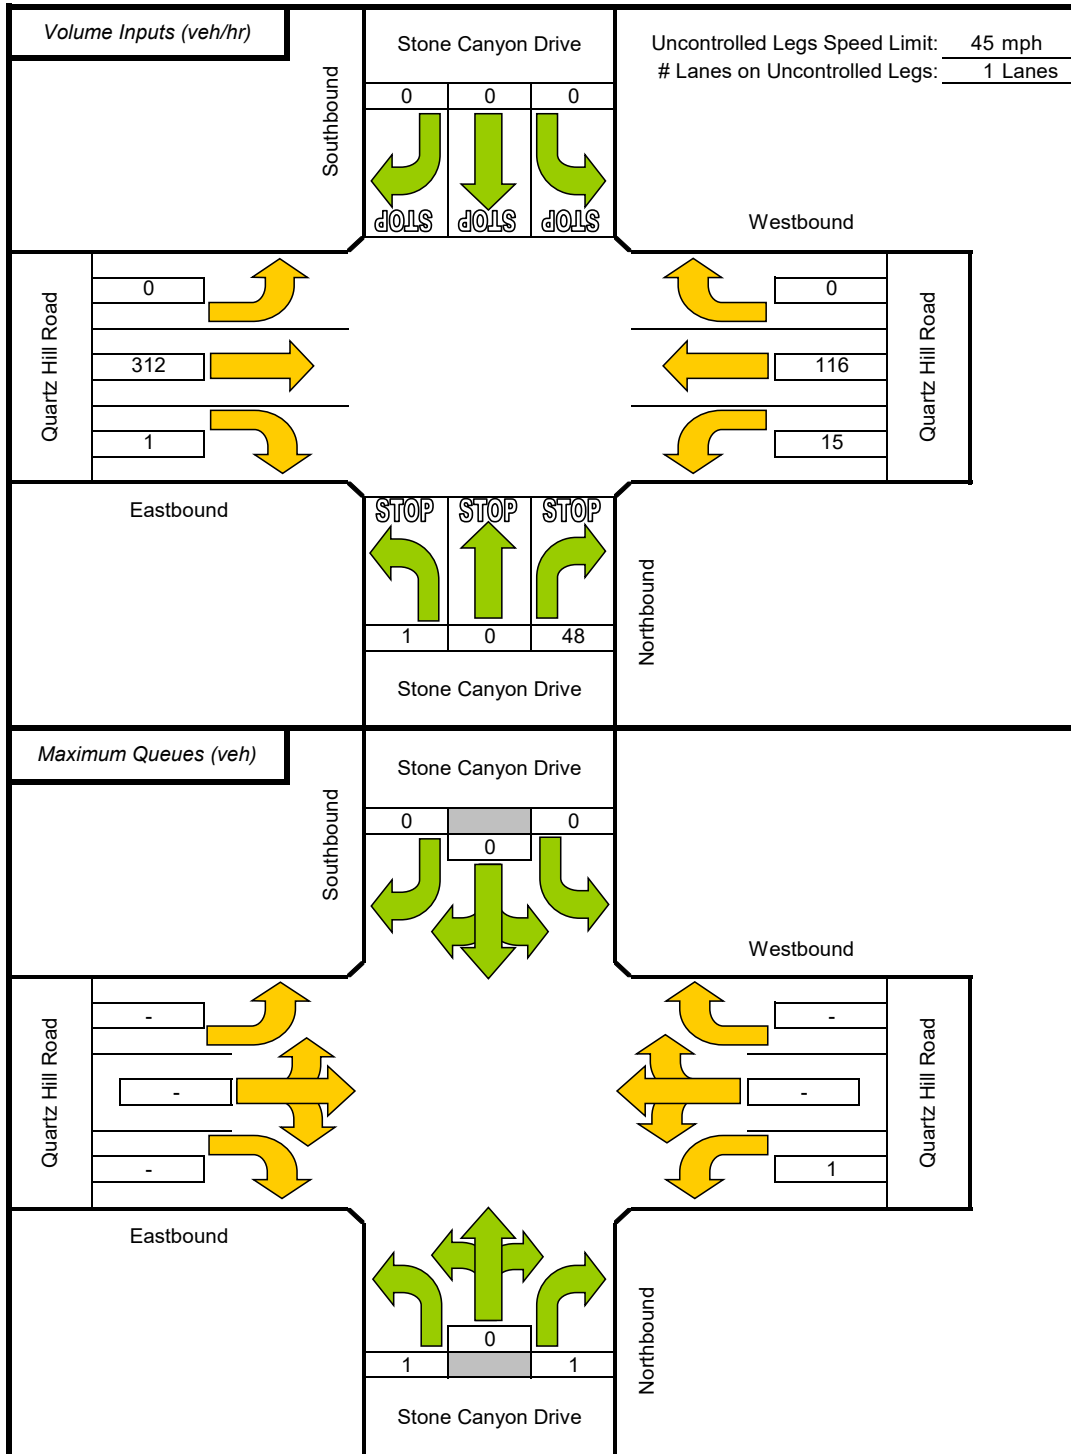 Volume Inputs (veh/hr)
Stone Canyon Drive
Uncontrolled Legs Speed Limit: 45 mph
# Lanes on Uncontrolled Legs: 1 Lanes
Southbound
0 0 0
STOP STOP STOP
Westbound
Quartz Hill Road
0
312
1
0
116
15
Quartz Hill Road
Eastbound
STOP STOP STOP
1 0 48
Northbound
Stone Canyon Drive
Maximum Queues (veh)
Stone Canyon Drive
Southbound
0 0
0
Westbound
Quartz Hill Road
-
-
-
-
-
1
Quartz Hill Road
Eastbound
0
1 1
Northbound
Stone Canyon Drive